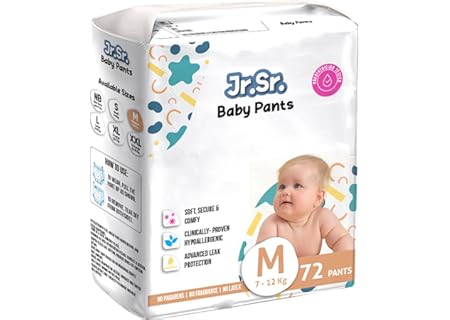 Jr.Sr.
Baby Pants
Available Sizes
NB
S
M
L
XL
XXL
HOW TO USE:
Jr.Sr.
Baby Pants
SOFT, SECURE &
COMFY
CLINICALLY-PROVEN
HYPOALLERGENIC
ADVANCED LEAK
PROTECTION
M
7 - 12 Kg
72 PANTS
NO PARABENS | NO FRAGRANCE | NO LATEX